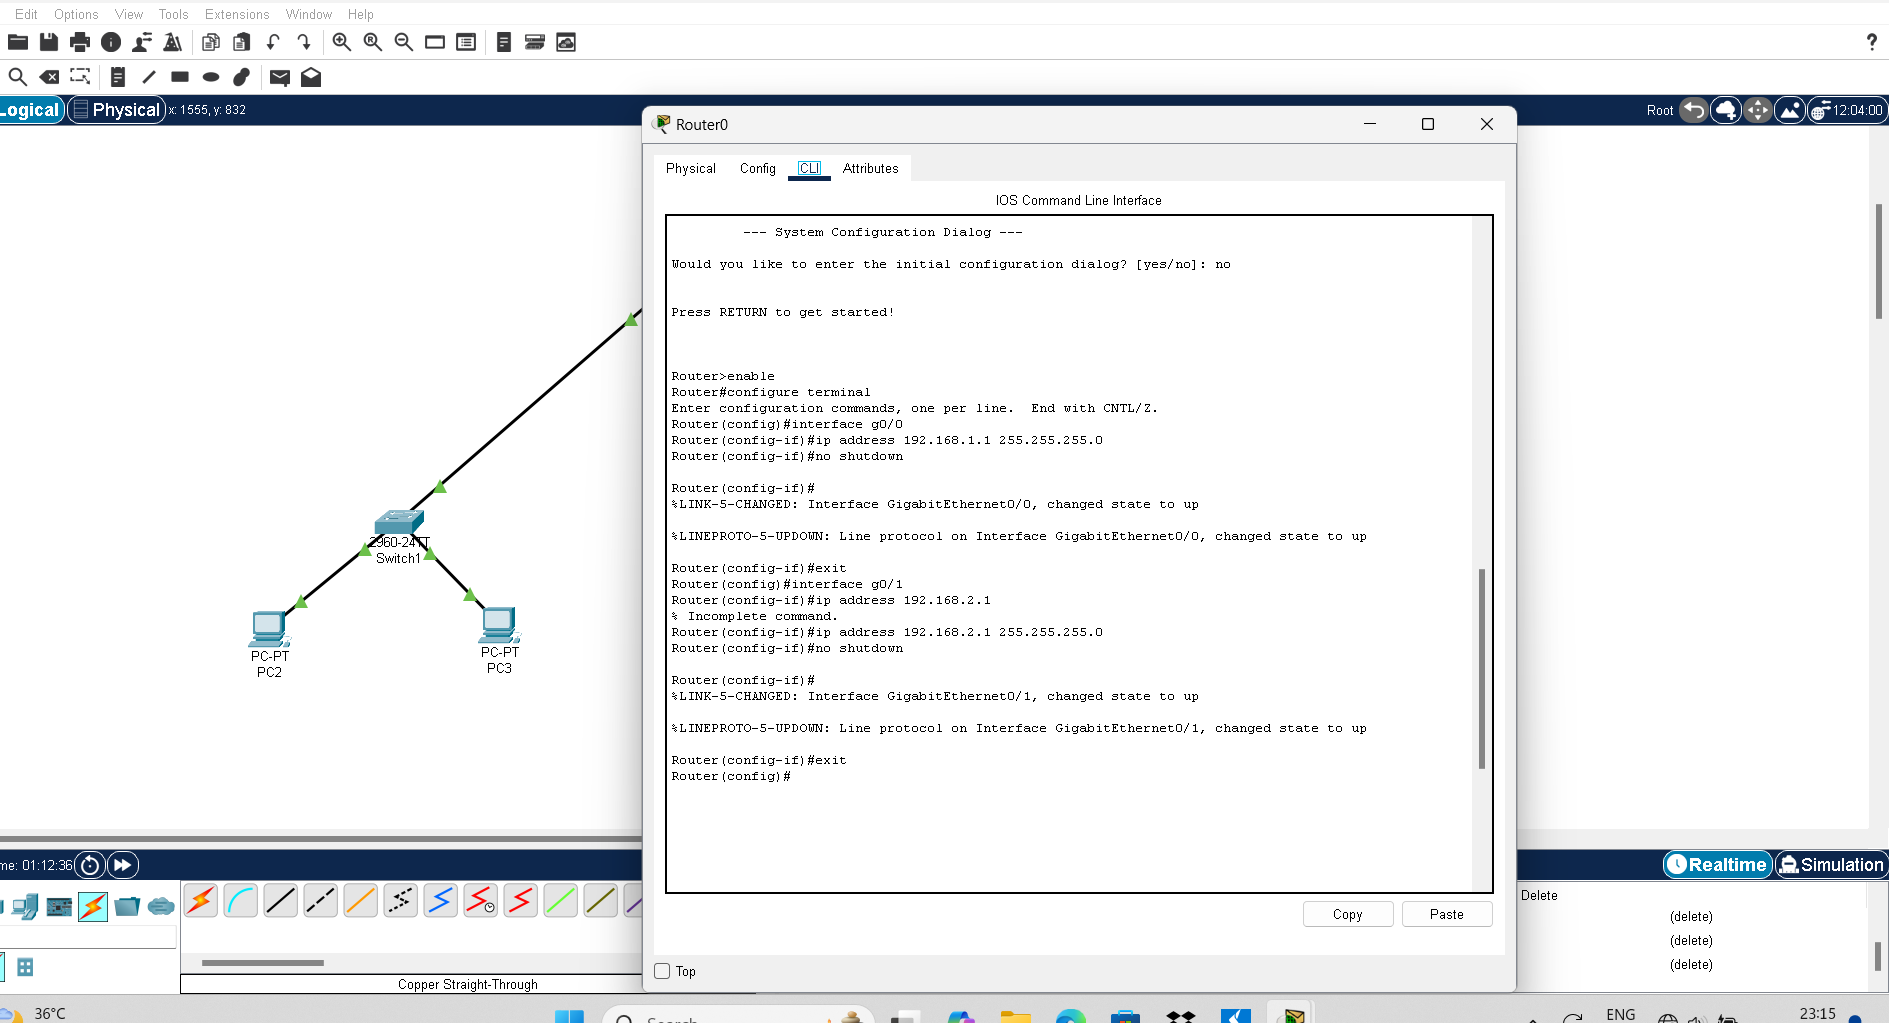 Edit Options View Tools Extensions Window Help
?
Logical Physical x: 1555, y: 832
Root 12:04:00
Router0
Physical Config CLI Attributes
IOS Command Line Interface
--- System Configuration Dialog ---
Would you like to enter the initial configuration dialog? [yes/no]: no
Press RETURN to get started!
Router>enable
Router#configure terminal
Enter configuration commands, one per line.  End with CNTL/Z.
Router(config)#interface g0/0
Router(config-if)#ip address 192.168.1.1 255.255.255.0
Router(config-if)#no shutdown
Router(config-if)#
%LINK-5-CHANGED: Interface GigabitEthernet0/0, changed state to up
%LINEPROTO-5-UPDOWN: Line protocol on Interface GigabitEthernet0/0, changed state to up
Router(config-if)#exit
Router(config)#interface g0/1
Router(config-if)#ip address 192.168.2.1
% Incomplete command.
Router(config-if)#ip address 192.168.2.1 255.255.255.0
Router(config-if)#no shutdown
Router(config-if)#
%LINK-5-CHANGED: Interface GigabitEthernet0/1, changed state to up
%LINEPROTO-5-UPDOWN: Line protocol on Interface GigabitEthernet0/1, changed state to up
Router(config-if)#exit
Router(config)#
Copy Paste
Top
2960-24TT
Switch1
PC-PT
PC2
PC-PT
PC3
me: 01:12:36
Realtime Simulation
Delete
(delete)
(delete)
(delete)
Copper Straight-Through
36°C
Search
ENG
23:15